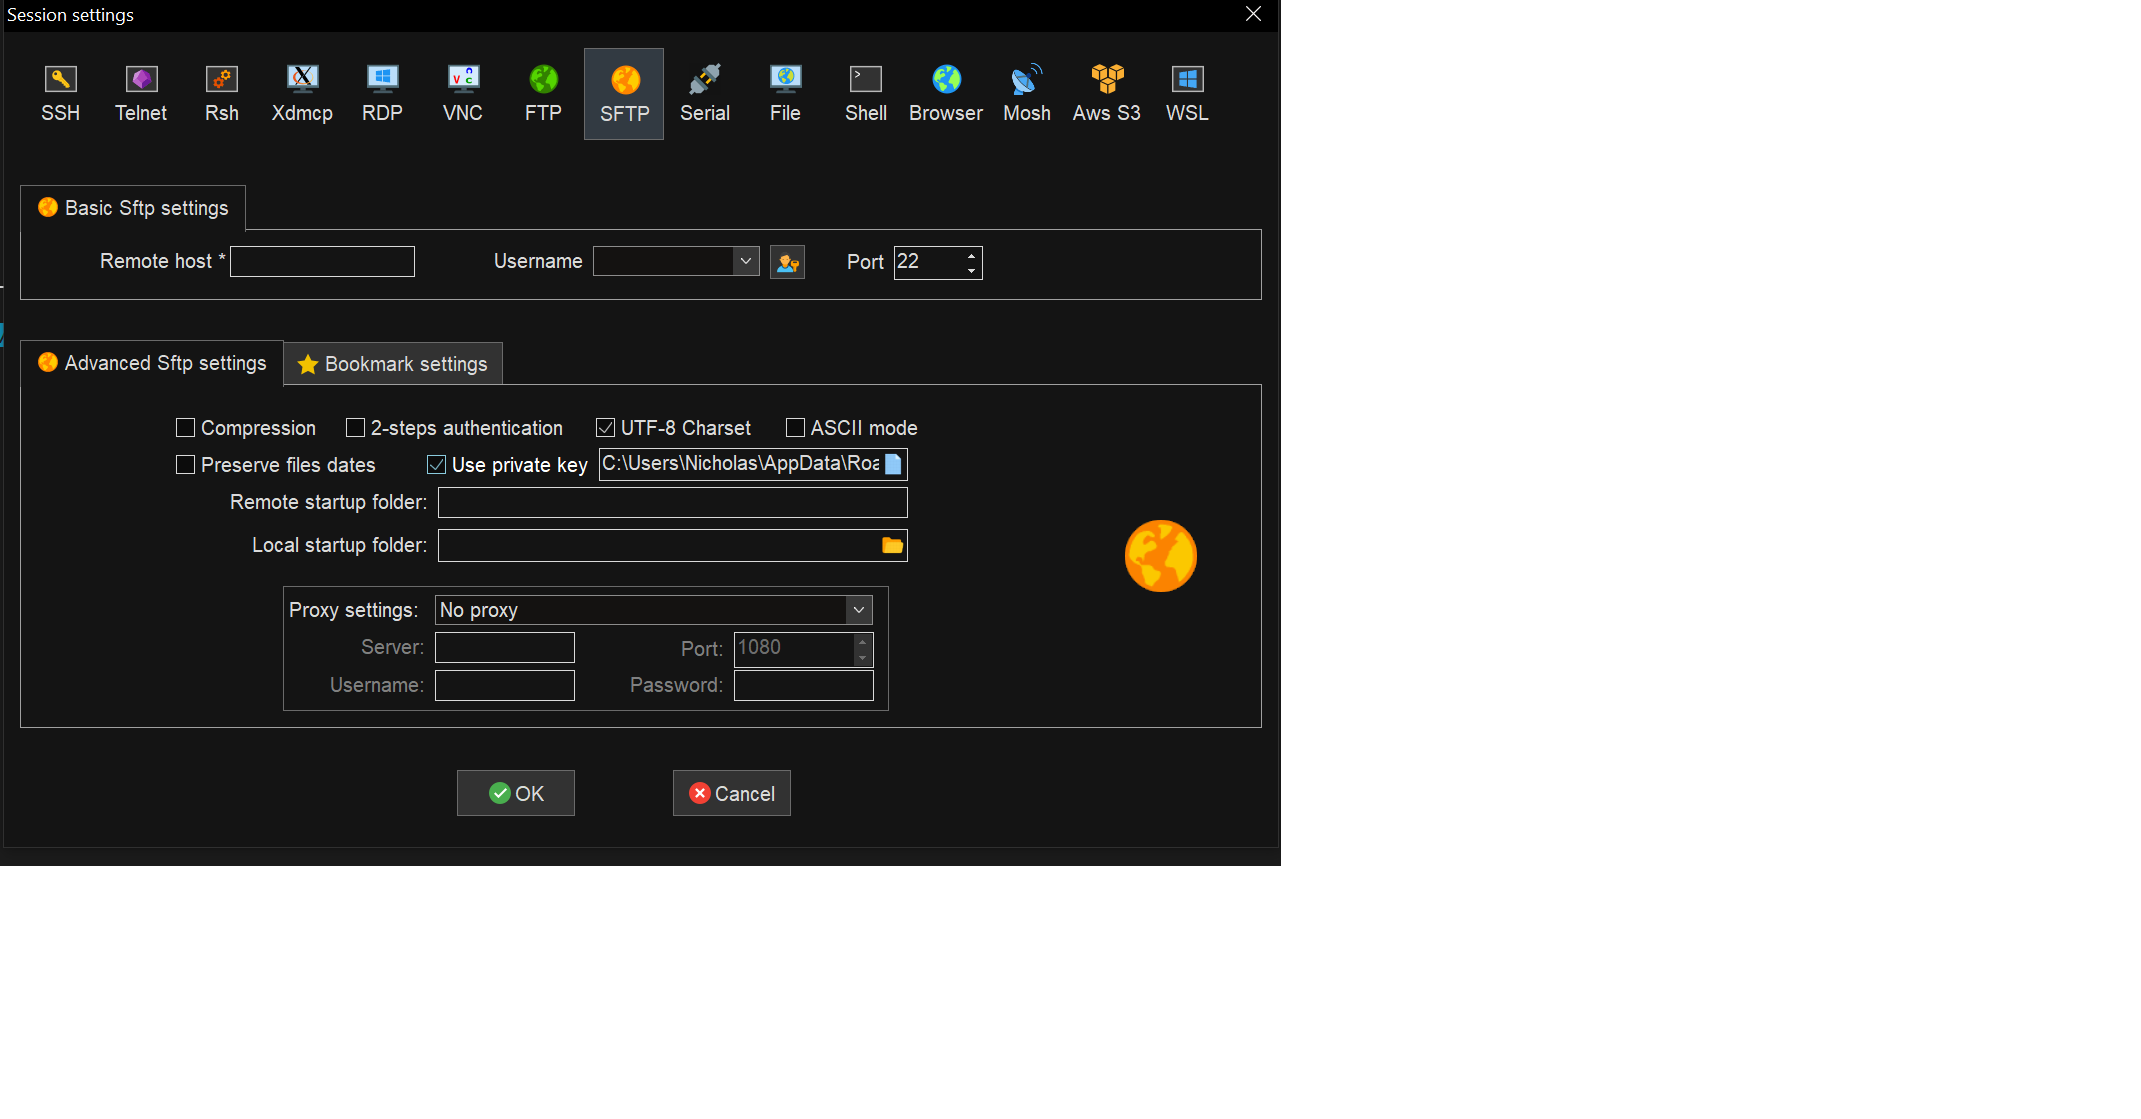 Session settings
SSH Telnet Rsh Xdmcp RDP VNC FTP SFTP Serial File Shell Browser Mosh Aws S3 WSL
Basic Sftp settings
Remote host * Username Port 22
Advanced Sftp settings Bookmark settings
Compression 2-steps authentication UTF-8 Charset ASCII mode
Preserve files dates Use private key C:\Users\Nicholas\AppData\Roa
Remote startup folder:
Local startup folder:
Proxy settings: No proxy
Server: Port: 1080
Username: Password:
OK Cancel